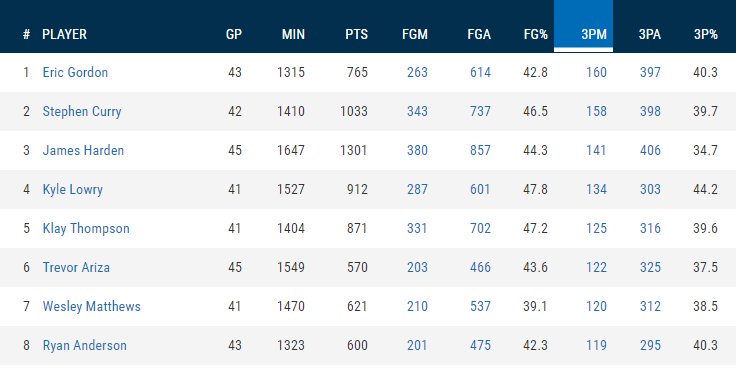 # PLAYER GP MIN PTS FGM FGA FG% 3PM 3PA 3P%
1 Eric Gordon 43 1315 765 263 614 42.8 160 397 40.3
2 Stephen Curry 42 1410 1033 343 737 46.5 158 398 39.7
3 James Harden 45 1647 1301 380 857 44.3 141 406 34.7
4 Kyle Lowry 41 1527 912 287 601 47.8 134 303 44.2
5 Klay Thompson 41 1404 871 331 702 47.2 125 316 39.6
6 Trevor Ariza 45 1549 570 203 466 43.6 122 325 37.5
7 Wesley Matthews 41 1470 621 210 537 39.1 120 312 38.5
8 Ryan Anderson 43 1323 600 201 475 42.3 119 295 40.3